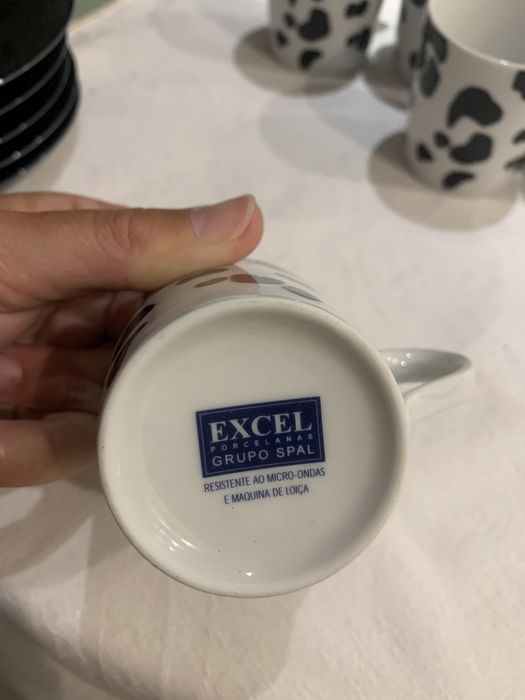 EXCEL
PORCELANAS
GRUPO SPAL
RESISTENTE AO MICRO-ONDAS
E MAQUINA DE LOIÇA